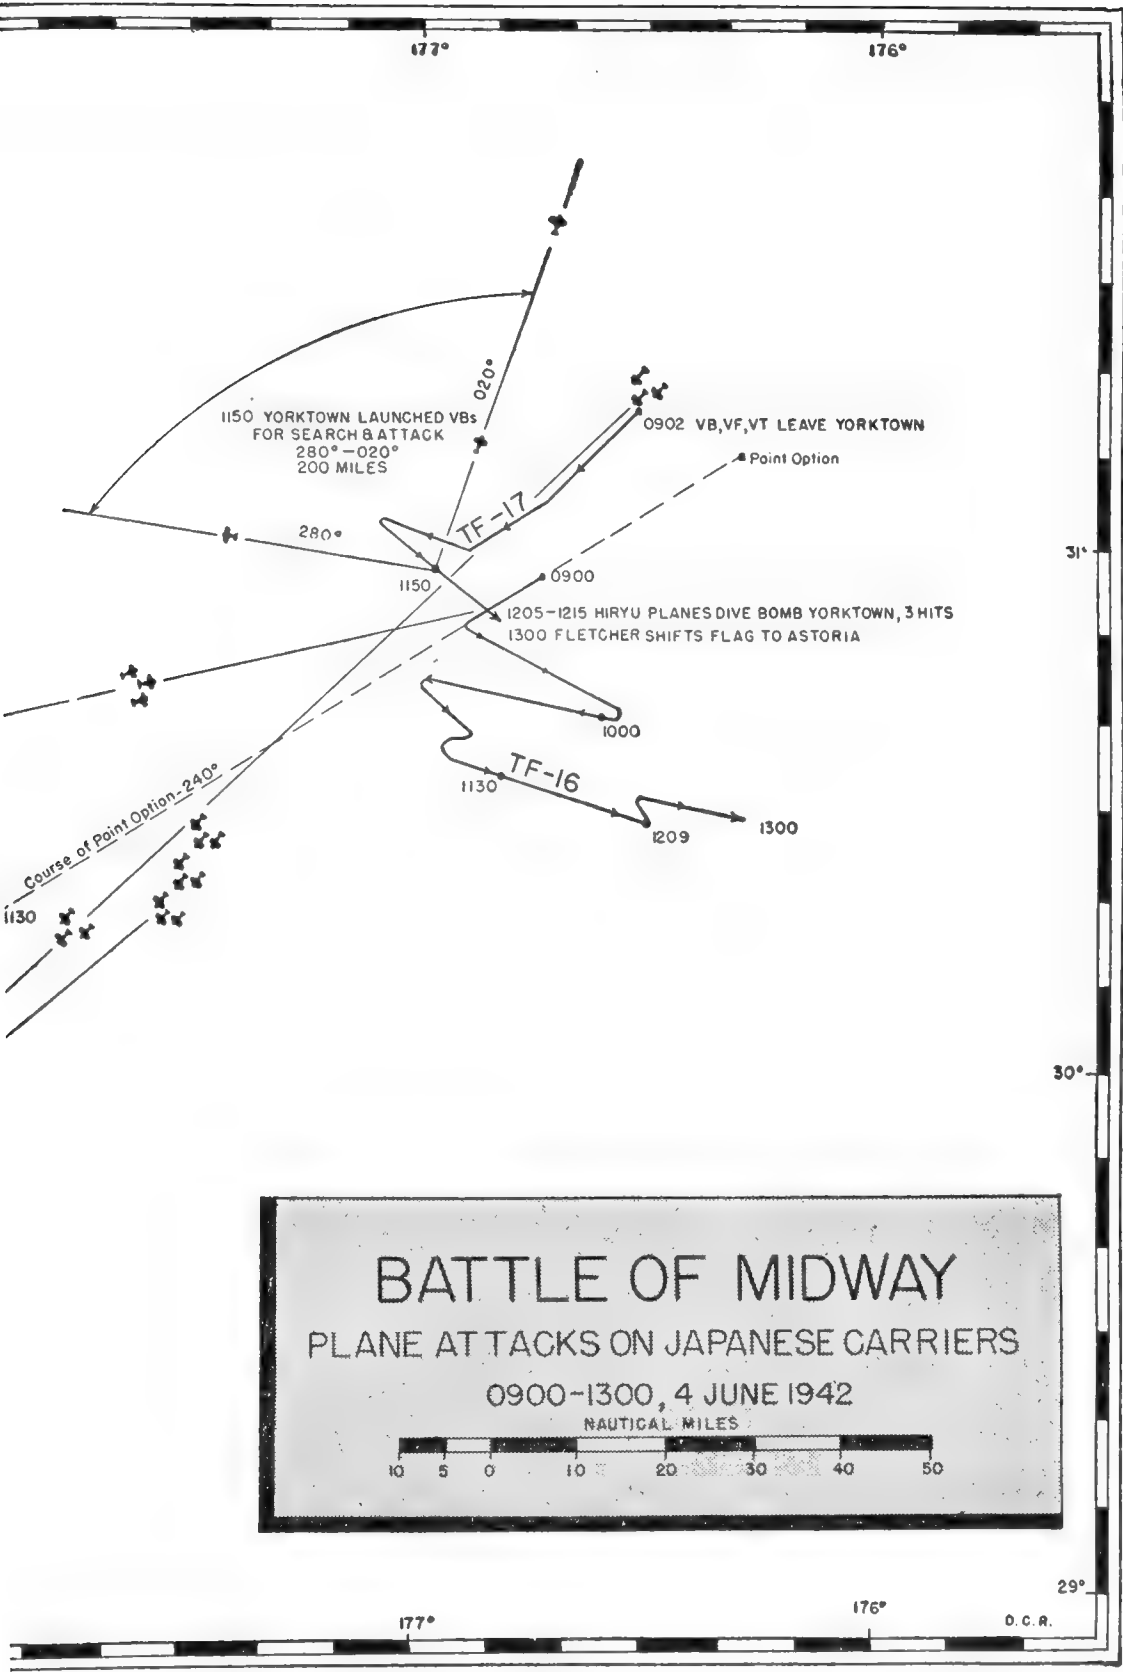 177°
176°
020°
1150 YORKTOWN LAUNCHED VBs
FOR SEARCH & ATTACK
280°-020°
200 MILES
0902 VB,VF,VT LEAVE YORKTOWN
Point Option
TF-17
280°
31°
1150
0900
1205-1215 HIRYU PLANES DIVE BOMB YORKTOWN, 3 HITS
1300 FLETCHER SHIFTS FLAG TO ASTORIA
1000
TF-16
1130
Course of Point Option-240°
1209
1300
1130
30°
BATTLE OF MIDWAY
PLANE ATTACKS ON JAPANESE CARRIERS
0900-1300, 4 JUNE 1942
NAUTICAL MILES
10 5 0 10 20 30 40 50
29°
177°
176°
D.C.R.